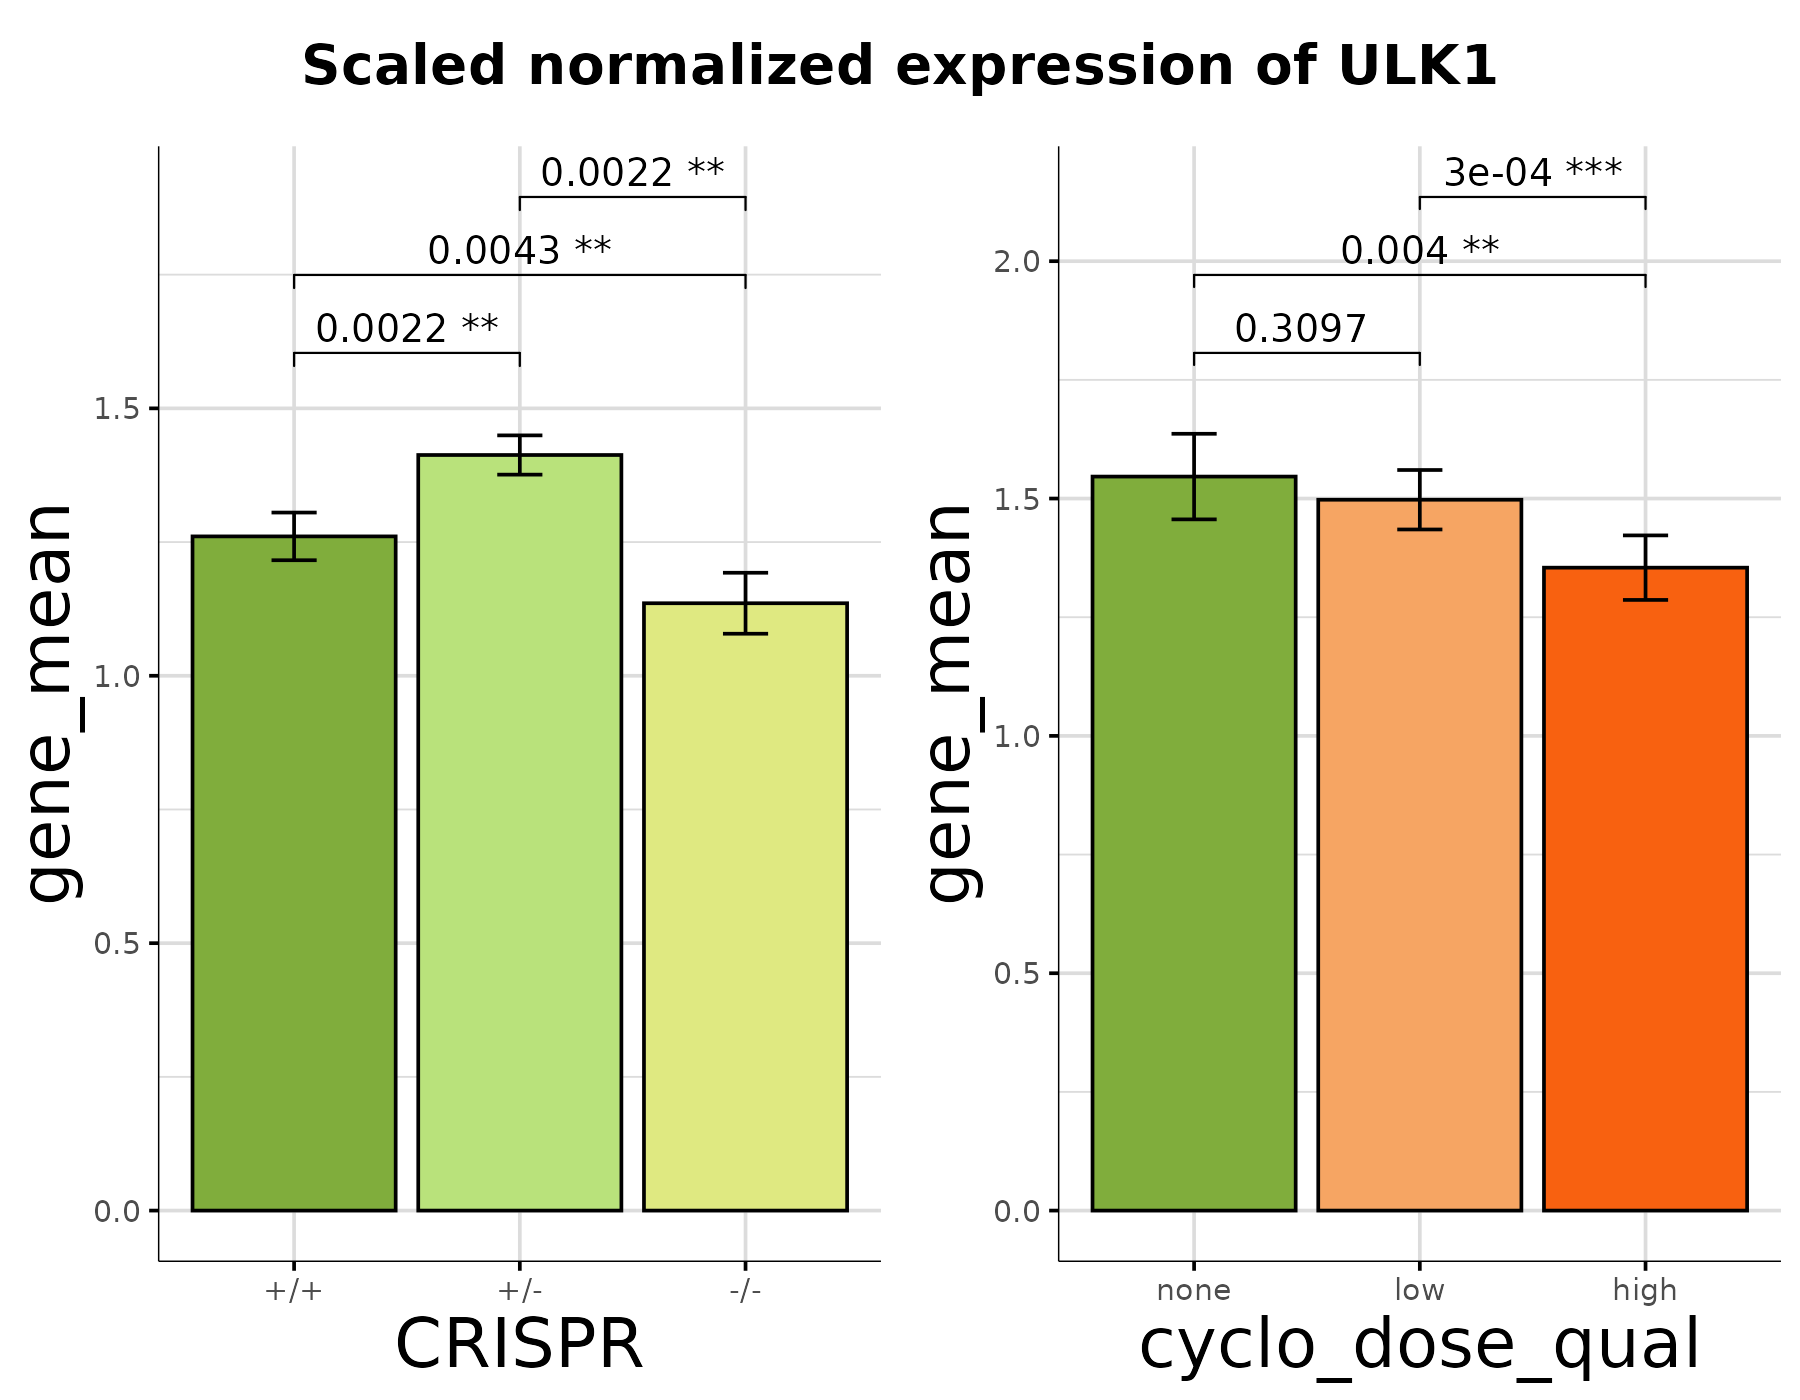 Scaled normalized expression of ULK1
0.0022 **
0.0043 **
0.0022 **
1.5
1.0
0.5
0.0
gene_mean
+/+ +/- -/-
CRISPR
3e-04 ***
0.004 **
0.3097
2.0
1.5
1.0
0.5
0.0
gene_mean
none low high
cyclo_dose_qual